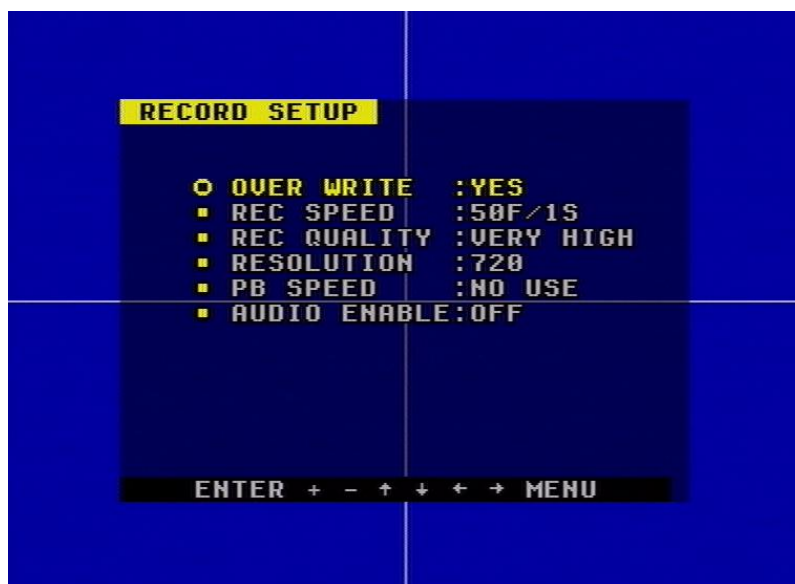 RECORD SETUP
OVER WRITE :YES
REC SPEED :50F/1S
REC QUALITY :VERY HIGH
RESOLUTION :720
PB SPEED :NO USE
AUDIO ENABLE:OFF
ENTER + - ↑ ↓ ← → MENU